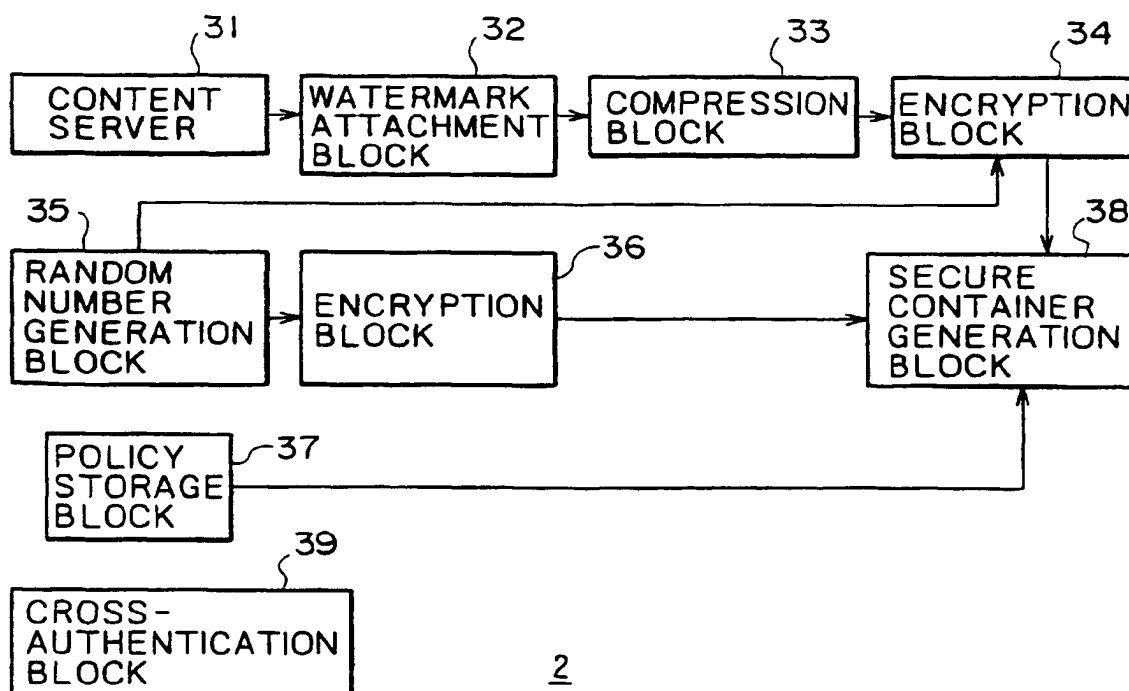 31
32
33
34
CONTENT
SERVER
WATERMARK
ATTACHMENT
BLOCK
COMPRESSION
BLOCK
ENCRYPTION
BLOCK
35
36
38
RANDOM
NUMBER
GENERATION
BLOCK
ENCRYPTION
BLOCK
SECURE
CONTAINER
GENERATION
BLOCK
37
POLICY
STORAGE
BLOCK
39
CROSS-
AUTHENTICATION
BLOCK
2